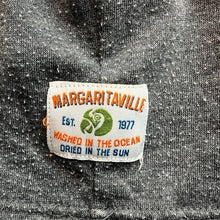 MARGARITAVILLE
EST. 1977
WASHED IN THE OCEAN
DRIED IN THE SUN